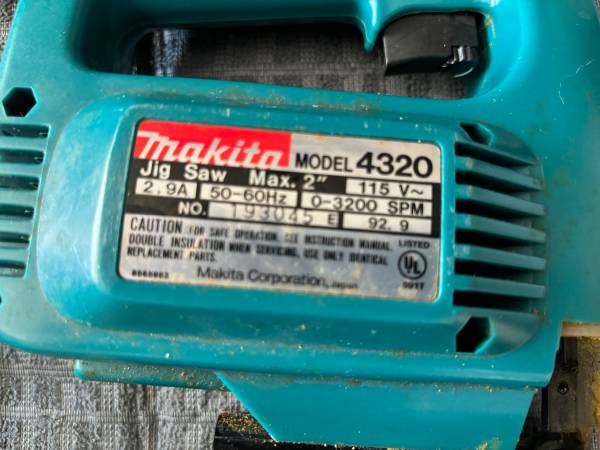 makita MODEL 4320
Jig Saw Max. 2" 115 V~
2.9A 50-60Hz 0-3200 SPM
NO. 193045 E 92. 9
CAUTION :FOR SAFE OPERATION, SEE INSTRUCTION MANUAL. LISTED
DOUBLE INSULATION WHEN SERVICING, USE ONLY IDENTICAL
REPLACEMENT PARTS. UL
Makita Corporation, Japan